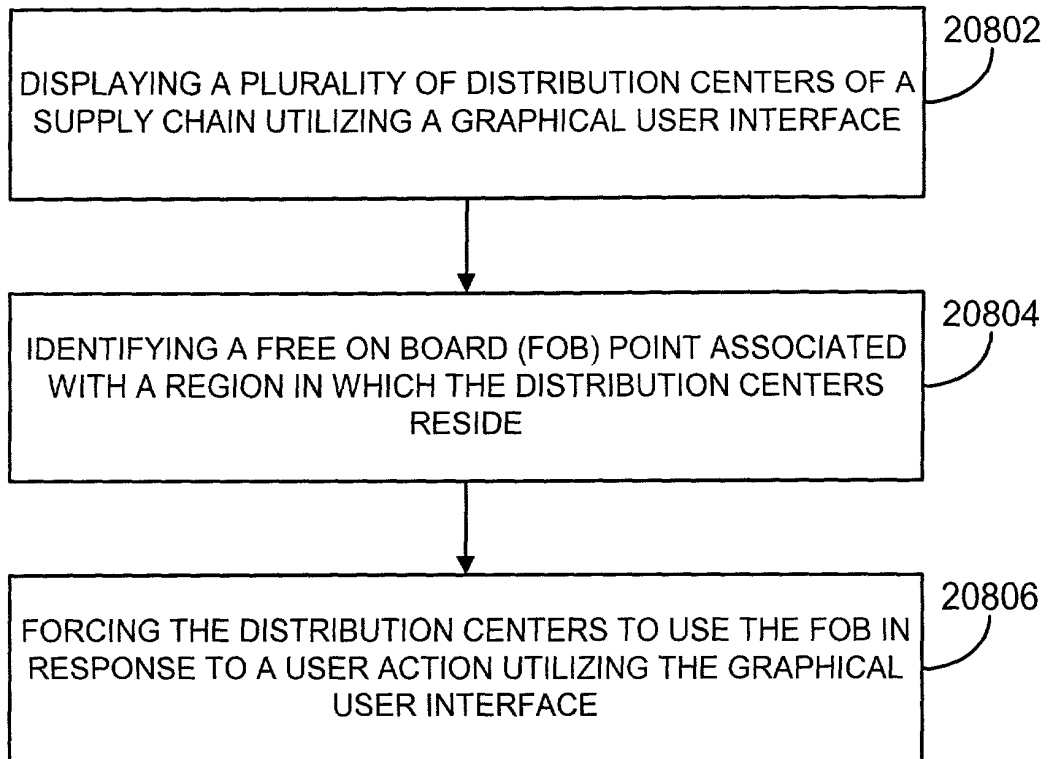 20802
DISPLAYING A PLURALITY OF DISTRIBUTION CENTERS OF A
SUPPLY CHAIN UTILIZING A GRAPHICAL USER INTERFACE
20804
IDENTIFYING A FREE ON BOARD (FOB) POINT ASSOCIATED
WITH A REGION IN WHICH THE DISTRIBUTION CENTERS
RESIDE
20806
FORCING THE DISTRIBUTION CENTERS TO USE THE FOB IN
RESPONSE TO A USER ACTION UTILIZING THE GRAPHICAL
USER INTERFACE